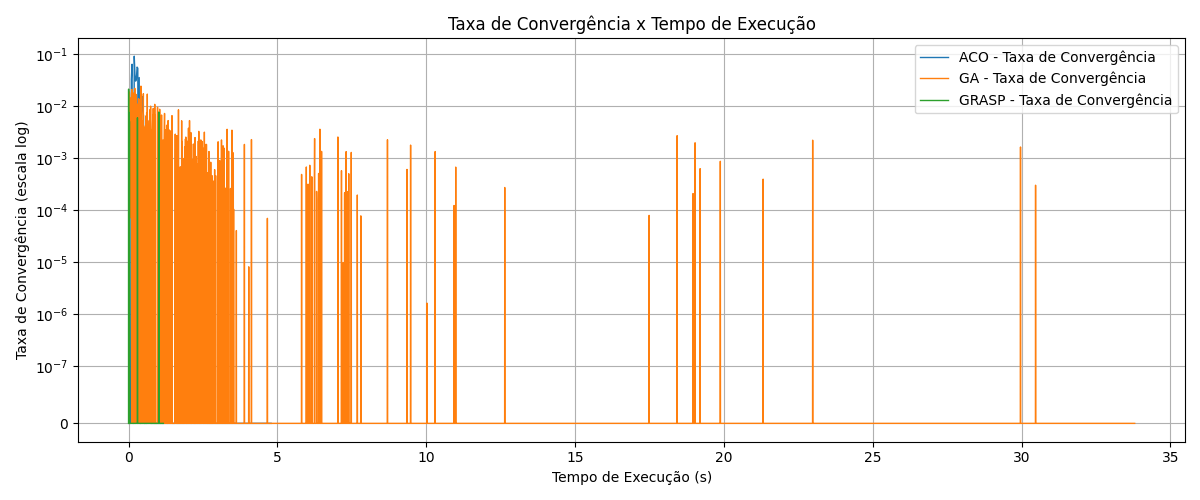 Taxa de Convergência x Tempo de Execução
ACO - Taxa de Convergência
GA - Taxa de Convergência
GRASP - Taxa de Convergência
Taxa de Convergência (escala log)
10⁻¹
10⁻²
10⁻³
10⁻⁴
10⁻⁵
10⁻⁶
10⁻⁷
0
0 5 10 15 20 25 30 35
Tempo de Execução (s)